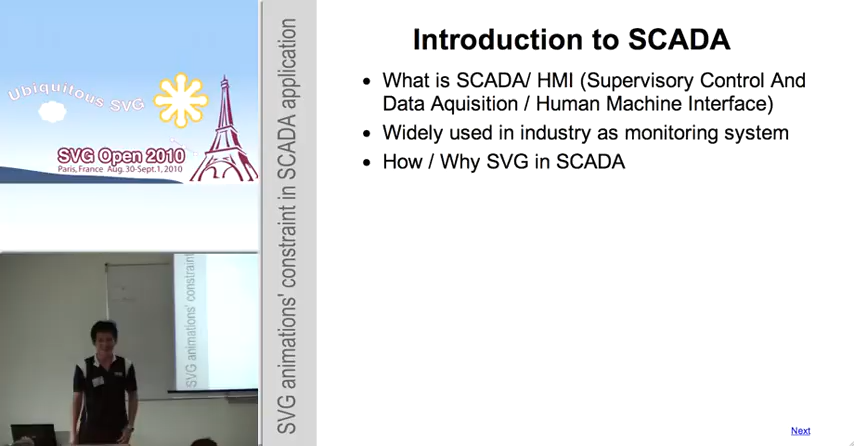 Ubiquitous SVG
SVG Open 2010
Paris, France Aug. 30-Sept.1, 2010
SVG animations' constraint in SCADA application
Introduction to SCADA
• What is SCADA/ HMI (Supervisory Control And
Data Aquisition / Human Machine Interface)
• Widely used in industry as monitoring system
• How / Why SVG in SCADA
SVG animations' constraint
Next